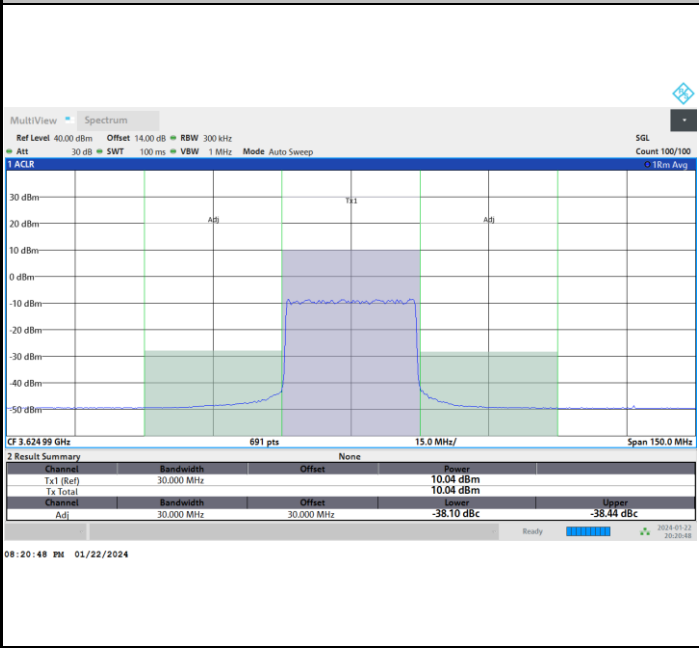 MultiView Spectrum
Ref Level 40.00 dBm Offset 14.00 dB RBW 300 kHz SGL
Att 30 dB SWT 100 ms VBW 1 MHz Mode Auto Sweep Count 100/100
1 ACLR 1Rm Avg
30 dBm
Tx1
20 dBm
Adj Adj
10 dBm
0 dBm
-10 dBm
-20 dBm
-30 dBm
-40 dBm
-50 dBm
CF 3.624 99 GHz 691 pts 15.0 MHz/ Span 150.0 MHz
2 Result Summary None
Channel Bandwidth Offset Power
Tx1 (Ref) 30.000 MHz 10.04 dBm
Tx Total 10.04 dBm
Channel Bandwidth Offset Lower Upper
Adj 30.000 MHz 30.000 MHz -38.10 dBc -38.44 dBc
Ready 2024-01-22
20:20:48
08:20:48 PM 01/22/2024